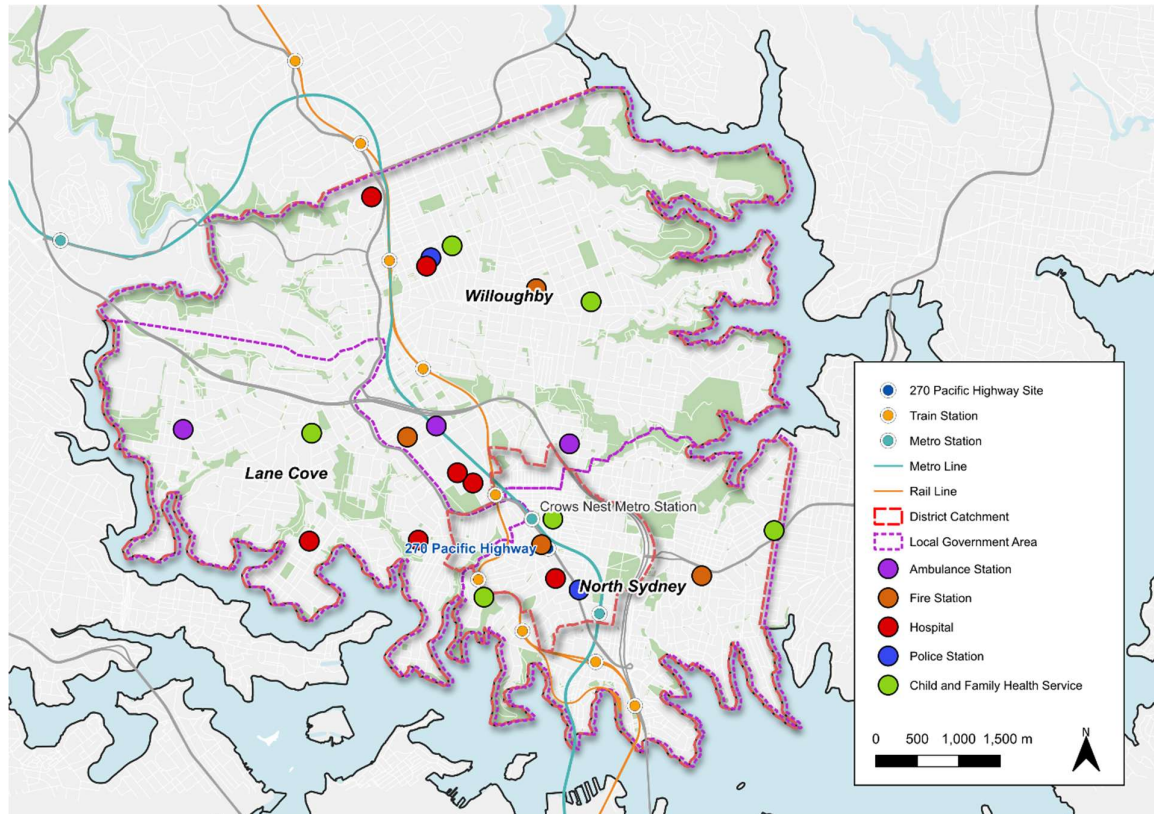 Willoughby
Lane Cove
Crows Nest Metro Station
270 Pacific Highway
North Sydney
270 Pacific Highway Site
Train Station
Metro Station
Metro Line
Rail Line
District Catchment
Local Government Area
Ambulance Station
Fire Station
Hospital
Police Station
Child and Family Health Service
0 500 1,000 1,500 m
N